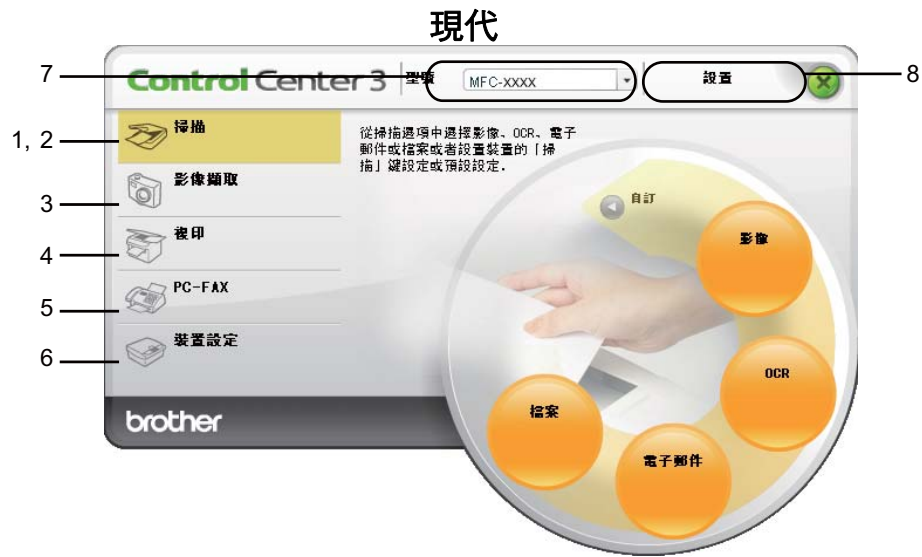 現代
7
Control Center 3
型號
MFC-XXXX
設置
8
1, 2
掃描
從掃描選項中選擇影像、OCR、電子
郵件或檔案或者設置裝置的「掃
描」鍵設定或預設設定.
3
影像擷取
自訂
影像
4
複印
5
PC-FAX
6
裝置設定
OCR
檔案
電子郵件
brother